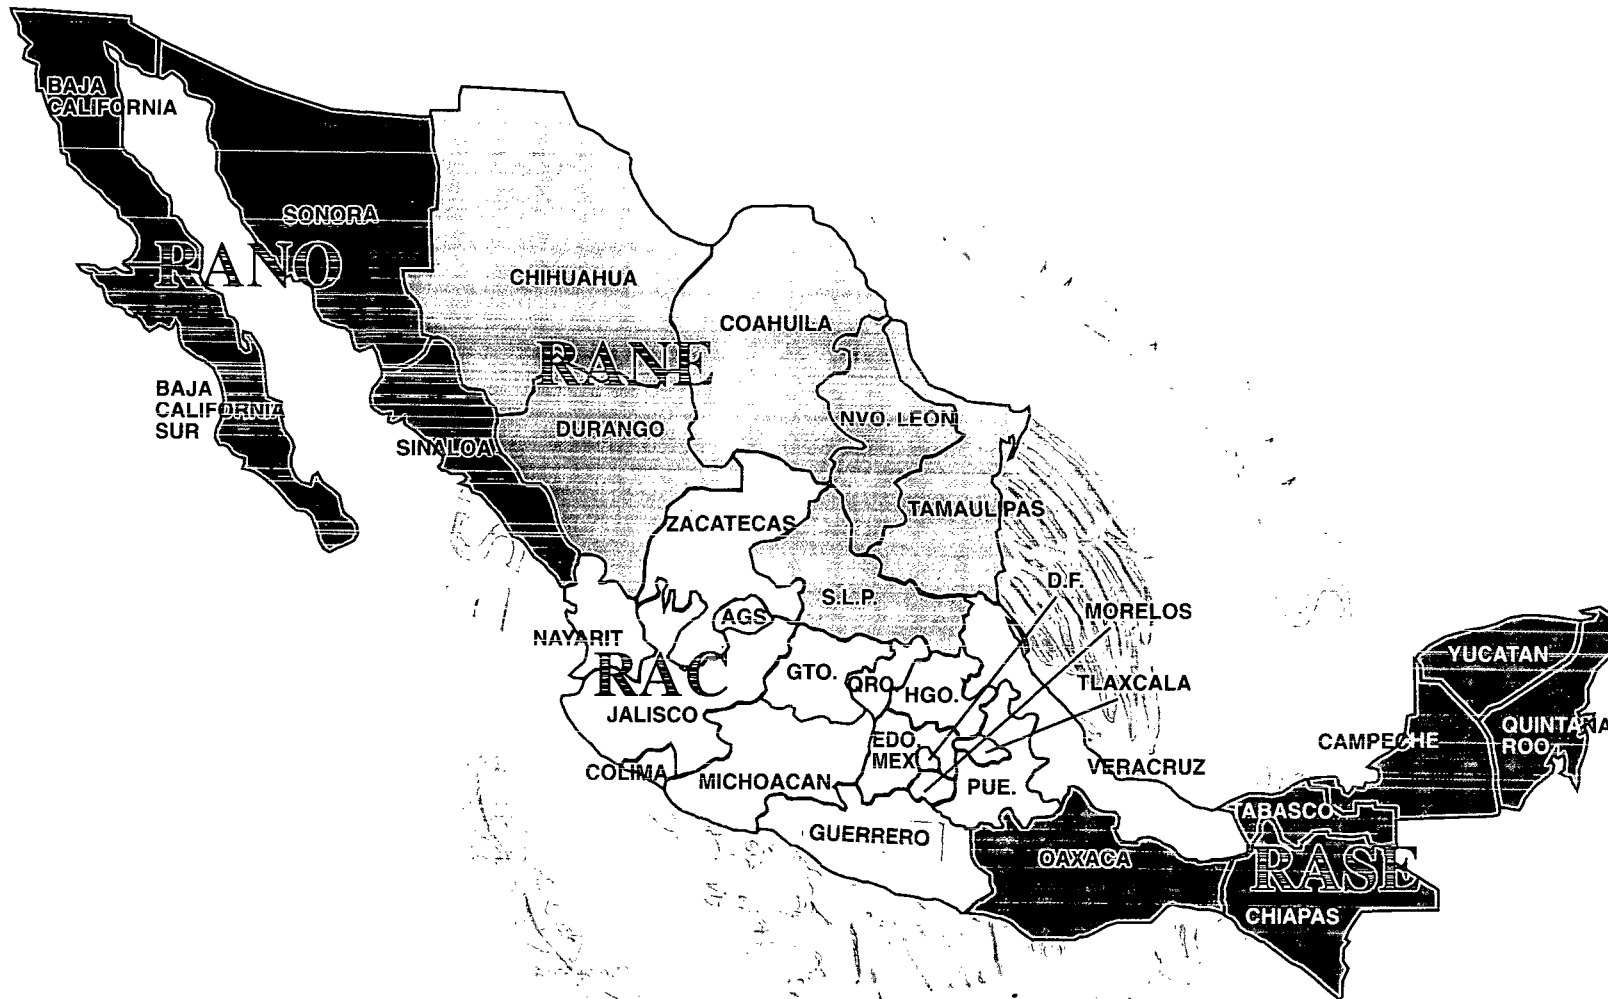 BAJA
CALIFORNIA
SONORA
RANO
CHIHUAHUA
COAHUILA
RANE
BAJA
CALIFORNIA
SUR
SINALOA
DURANGO
NVO. LEON
TAMAULIPAS
ZACATECAS
S.L.P.
D.F.
MORELOS
AGS.
NAYARIT
RAC
GTO.
QRO.
HGO.
TLAXCALA
YUCATAN
JALISCO
EDO.
MEX.
CAMPECHE
QUINTANA
ROO
COLIMA
MICHOACAN
PUE.
VERACRUZ
TABASCO
GUERRERO
OAXACA
RASE
CHIAPAS